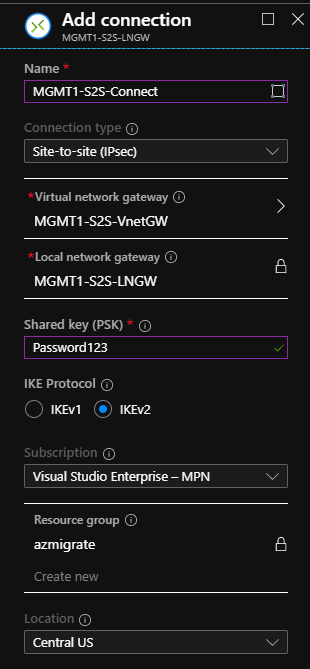 Add connection
MGMT1-S2S-LNGW
Name *
MGMT1-S2S-Connect
Connection type
Site-to-site (IPsec)
*Virtual network gateway
MGMT1-S2S-VnetGW
*Local network gateway
MGMT1-S2S-LNGW
Shared key (PSK) *
Password123
IKE Protocol
IKEv1 IKEv2
Subscription
Visual Studio Enterprise – MPN
Resource group
azmigrate
Create new
Location
Central US